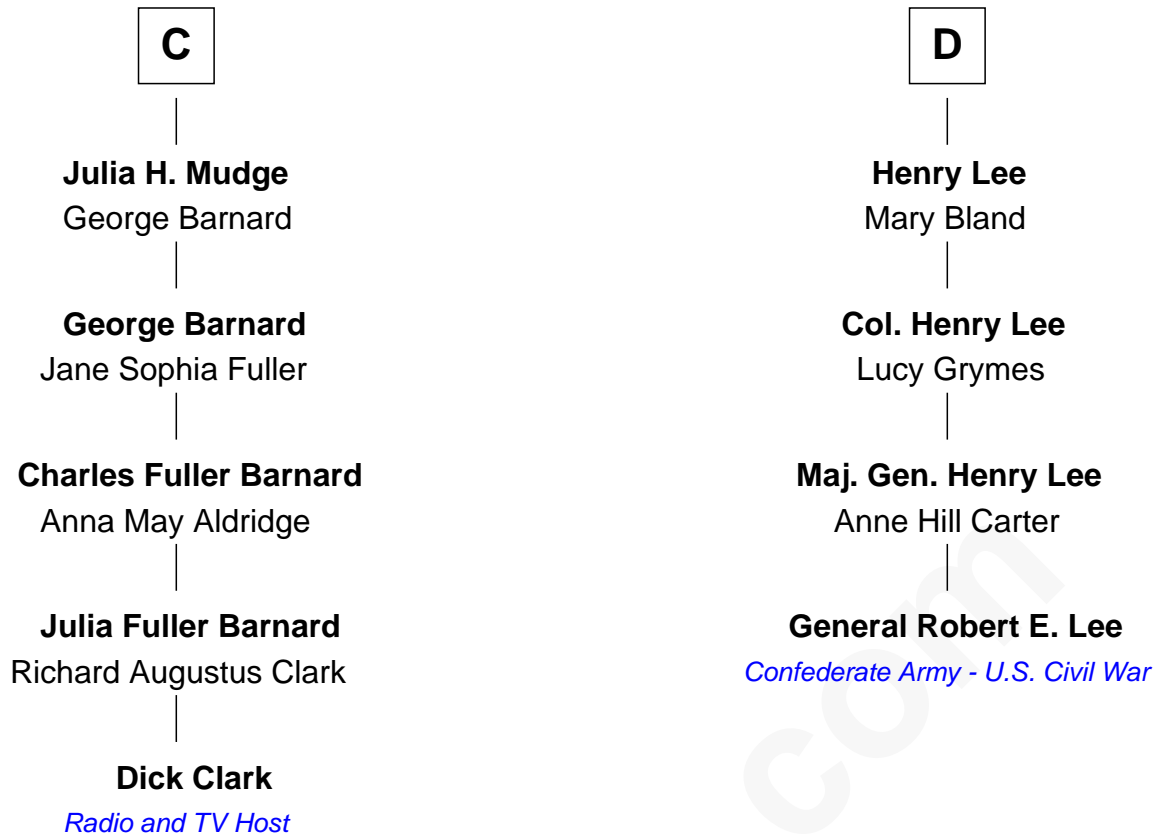 C
Julia H. Mudge
George Barnard
George Barnard
Jane Sophia Fuller
Charles Fuller Barnard
Anna May Aldridge
Julia Fuller Barnard
Richard Augustus Clark
Dick Clark
Radio and TV Host
D
Henry Lee
Mary Bland
Col. Henry Lee
Lucy Grymes
Maj. Gen. Henry Lee
Anne Hill Carter
General Robert E. Lee
Confederate Army - U.S. Civil War
com